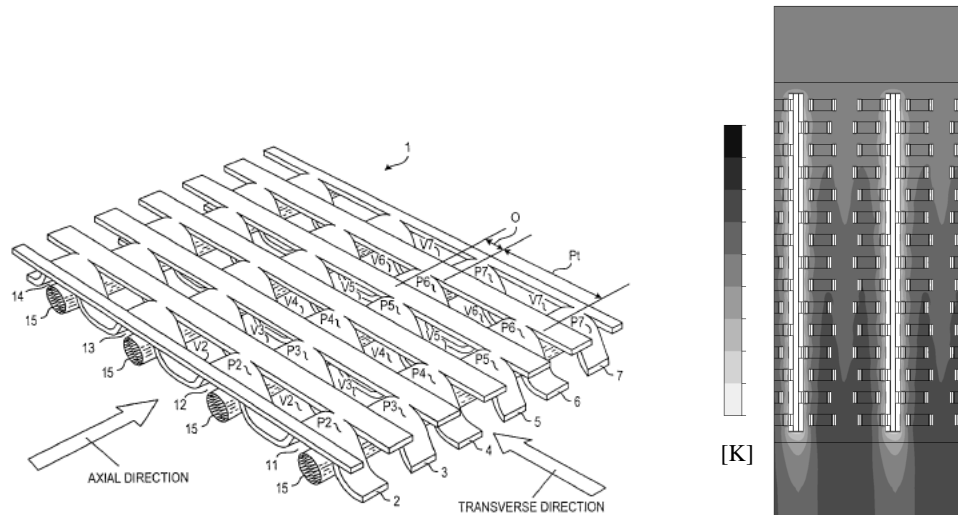 1
O
Pt
V7
V6
P7
V5
P6
V7
V4
P5
V6
P4
V5
P6
P7
14
15
V3
V4
P5
13
V2
P3
P4
7
15
P2
V3
6
12
V2
P3
5
15
P2
4
11
3
15
2
AXIAL DIRECTION
TRANSVERSE DIRECTION
[K]